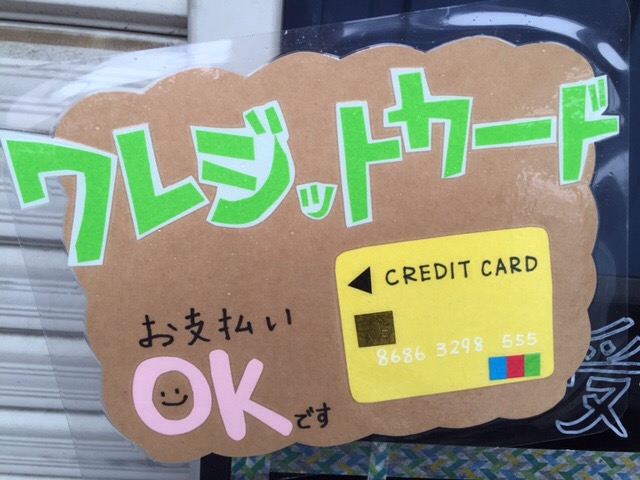 クレジットカード
◀ CREDIT CARD
8686 3298 555
お支払い
OKです